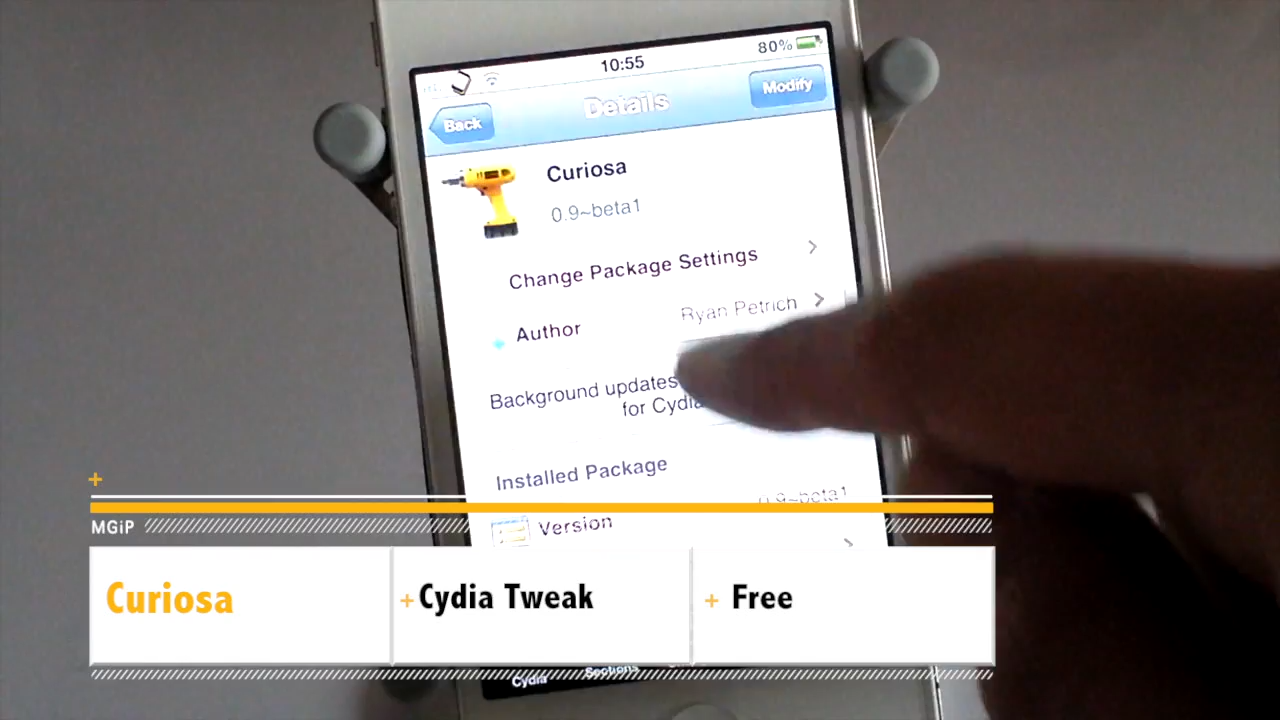 10:55
80%
Back
Details
Modify
Curiosa
0.9~beta1
Change Package Settings
Author
Ryan Petrich
Background updates
for Cydia
Installed Package
Version
0.9~beta1
MGiP
Curiosa
+Cydia Tweak
+ Free
Cydia
Sections